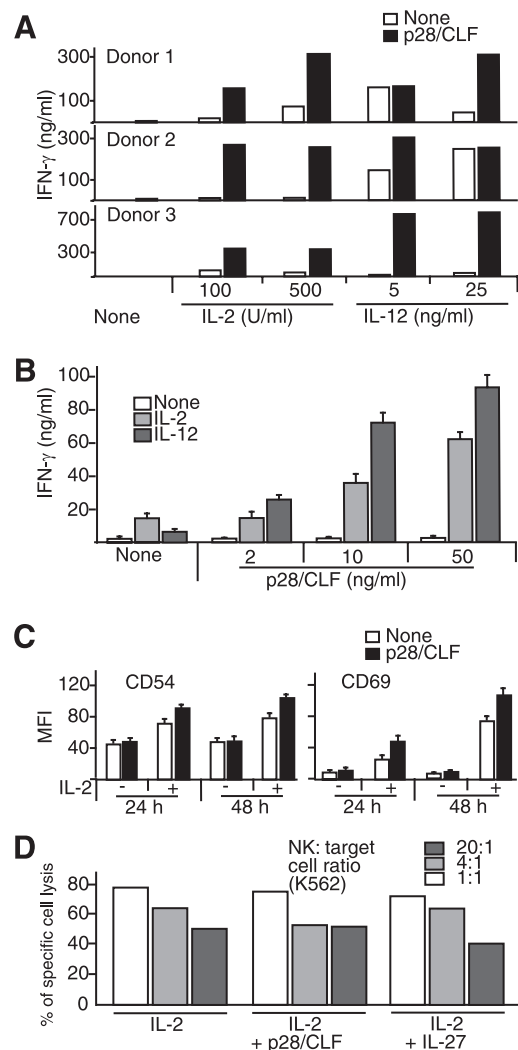 A
None
p28/CLF
Donor 1
300
100
Donor 2
300
100
Donor 3
700
300
IFN-γ (ng/ml)
100 500 5 25
None IL-2 (U/ml) IL-12 (ng/ml)
B
100
80
60
40
20
IFN-γ (ng/ml)
None
IL-2
IL-12
None 2 10 50
p28/CLF (ng/ml)
C
None
p28/CLF
CD54 CD69
120
80
40
MFI
IL-2 - + - + - + - +
24 h 48 h 24 h 48 h
D
NK: target
cell ratio
(K562)
20:1
4:1
1:1
80
60
40
20
0
% of specific cell lysis
IL-2 IL-2 IL-2
+ p28/CLF + IL-27